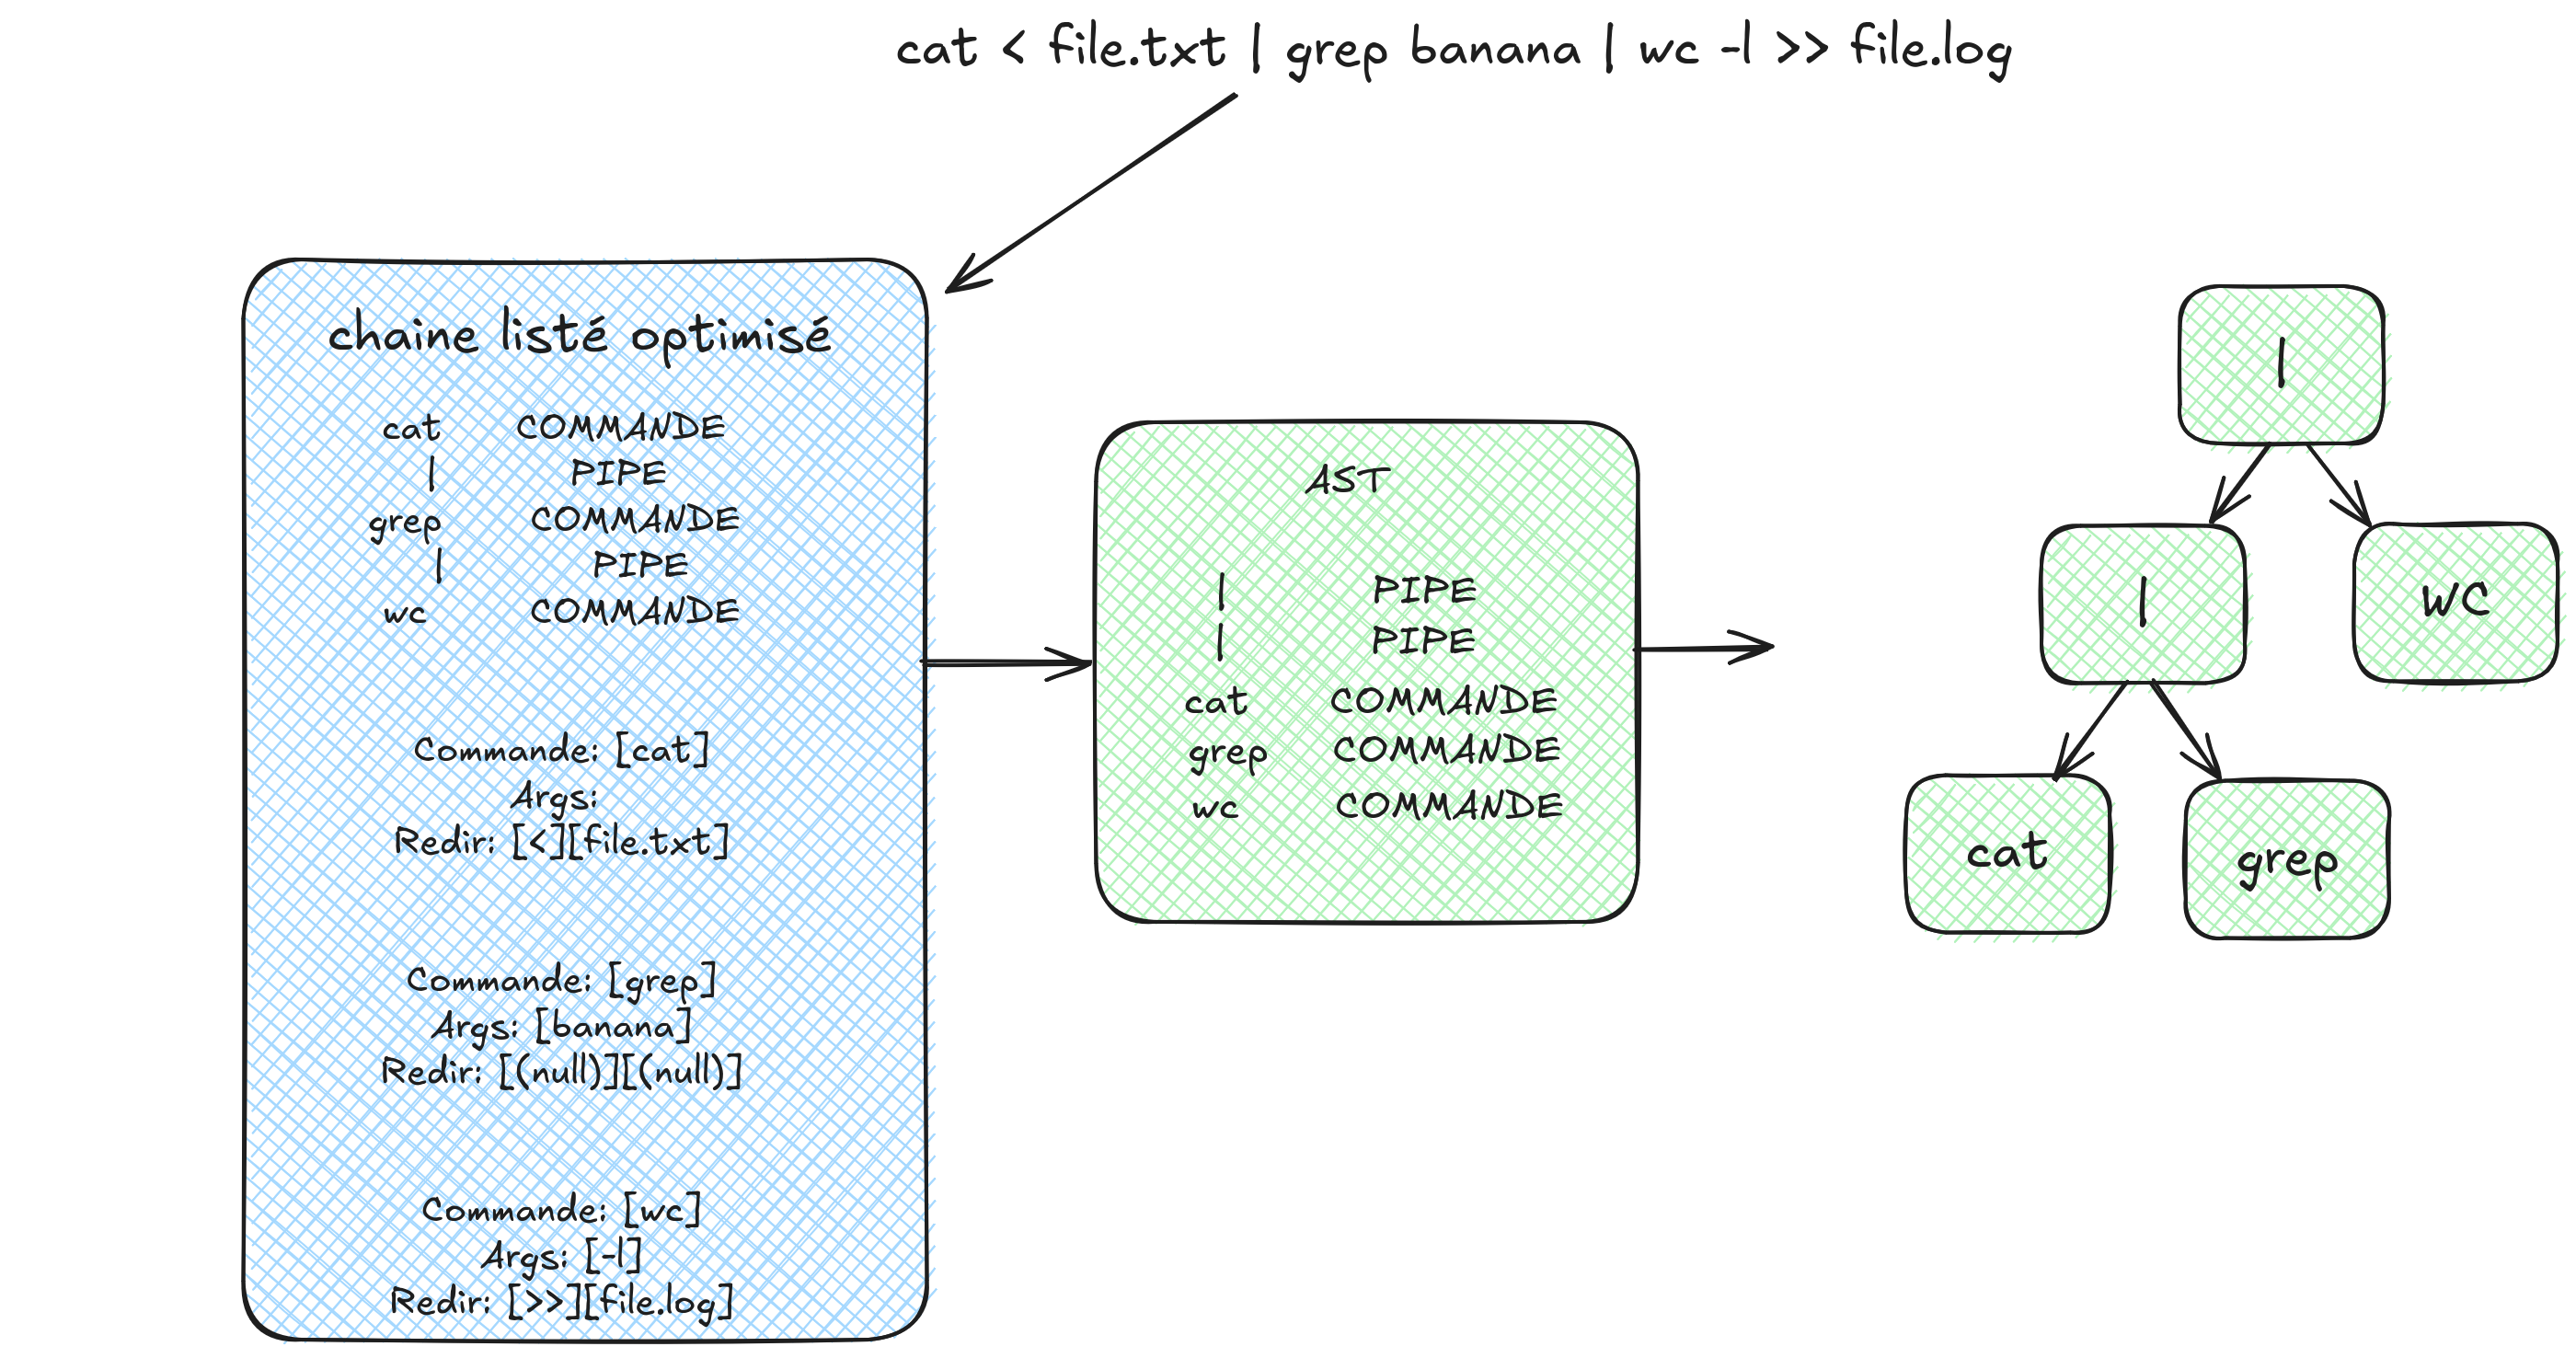 cat < file.txt | grep banana | wc -l >> file.log
chaine listé optimisé
cat COMMANDE
| PIPE
grep COMMANDE
| PIPE
wc COMMANDE
Commande: [cat]
Args:
Redir: [<][file.txt]
Commande: [grep]
Args: [banana]
Redir: [(null)][(null)]
Commande: [wc]
Args: [-l]
Redir: [>>][file.log]
AST
| PIPE
| PIPE
cat COMMANDE
grep COMMANDE
wc COMMANDE
|
|
WC
cat
grep